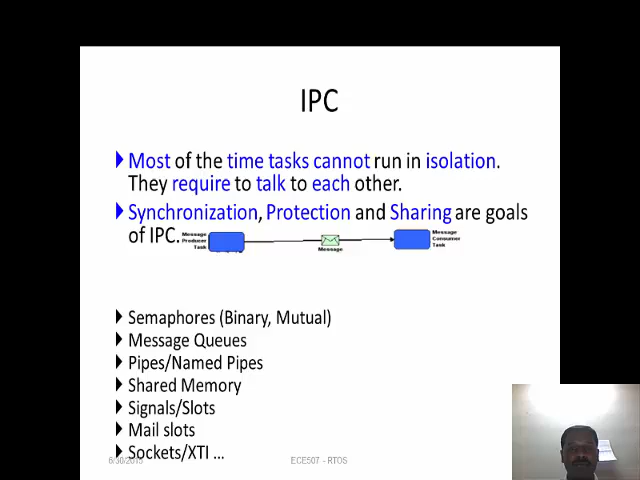 IPC
Most of the time tasks cannot run in isolation.
They require to talk to each other.
Synchronization, Protection and Sharing are goals
of IPC.
Message
Producer
Task
Message
Message
Consumer
Task
Semaphores (Binary, Mutual)
Message Queues
Pipes/Named Pipes
Shared Memory
Signals/Slots
Mail slots
Sockets/XTI ...
ECE507 - RTOS